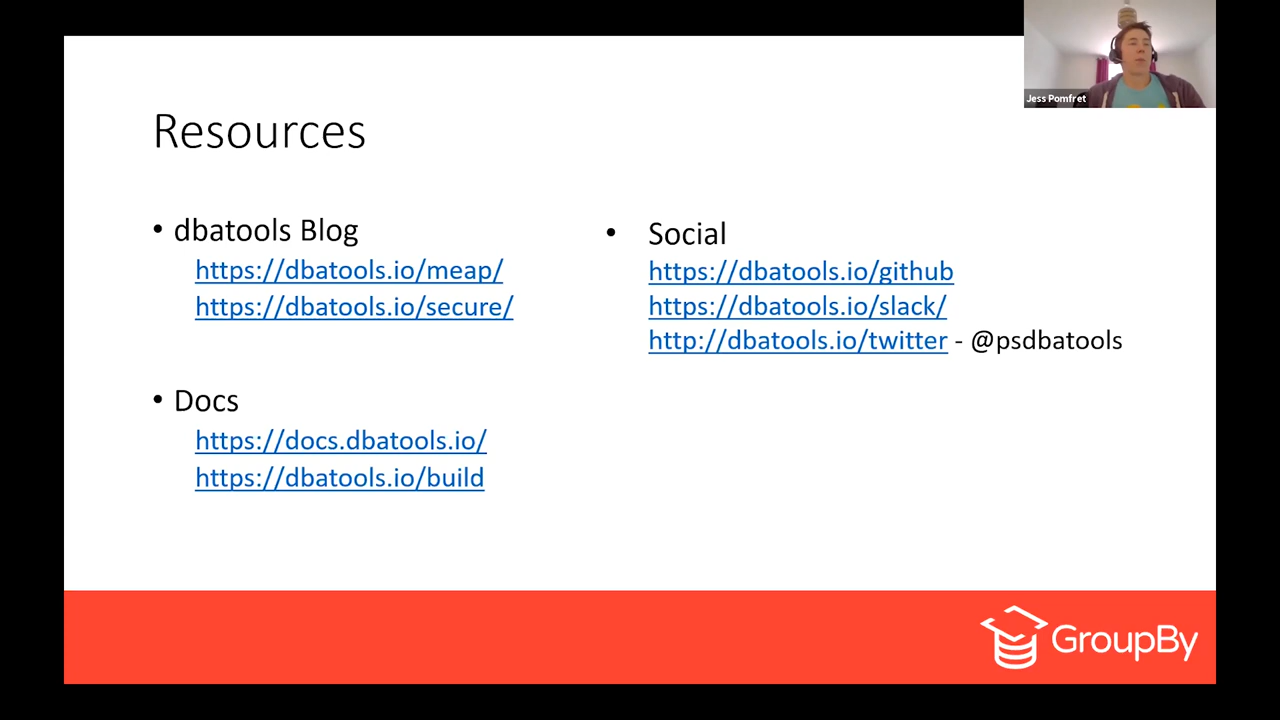 Jess Pomfret
Resources
• dbatools Blog
https://dbatools.io/meap/
https://dbatools.io/secure/
• Docs
https://docs.dbatools.io/
https://dbatools.io/build
• Social
https://dbatools.io/github
https://dbatools.io/slack/
http://dbatools.io/twitter - @psdbatools
GroupBy